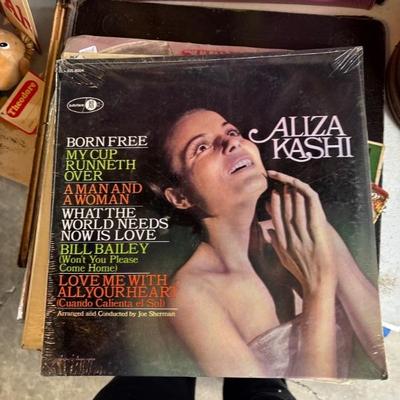 BORN FREE
MY CUP
RUNNETH
OVER
A MAN AND
A WOMAN
WHAT THE
WORLD NEEDS
NOW IS LOVE
BILL BAILEY
(Won't You Please
Come Home)
LOVE ME WITH
ALL YOUR HEART
(Cuando Calienta el Sol)
Arranged and Conducted by Joe Sherman
ALIZA
KASHI
Theodore